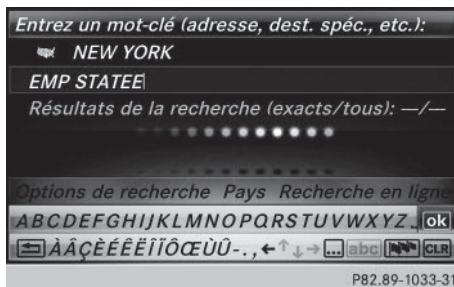 Entrez un mot-clé (adresse, dest. spéc., etc.):
NEW YORK
EMP STATEE
Résultats de la recherche (exacts/tous): ---/---
Options de recherche Pays Recherche en ligne
ABCDEFGHIJKLMNOPQRSTUVWXYZ_ ok
ÀÂÇÈÉÊËÎÏÔŒÙÛ-.,←↑↓→... abc CLR
P82.89-1033-31